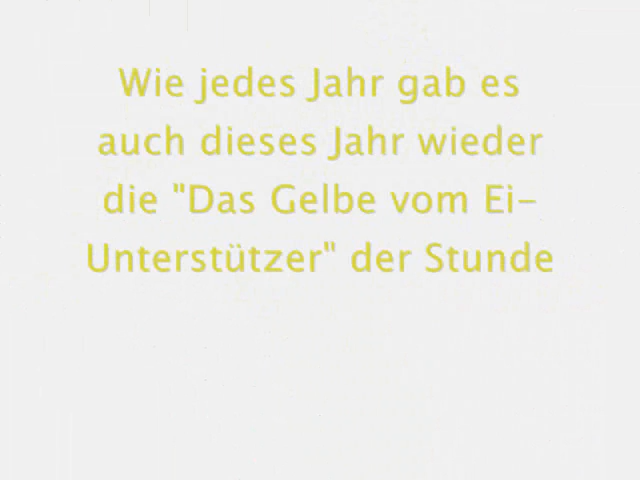 Wie jedes Jahr gab es
auch dieses Jahr wieder
die "Das Gelbe vom Ei-
Unterstützer" der Stunde